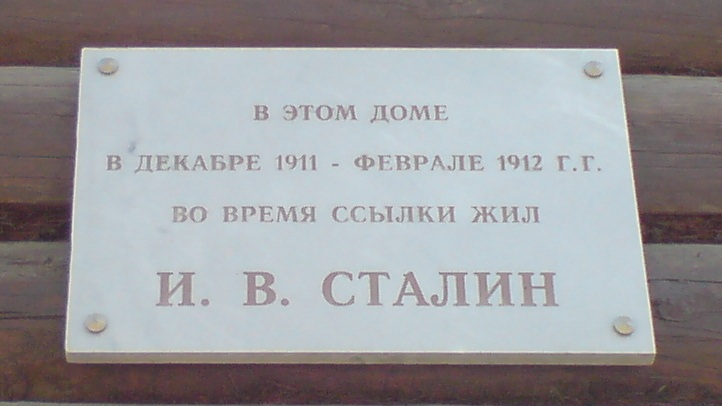 В ЭТОМ ДОМЕ
В ДЕКАБРЕ 1911 - ФЕВРАЛЕ 1912 Г.Г.
ВО ВРЕМЯ ССЫЛКИ ЖИЛ
И. В. СТАЛИН